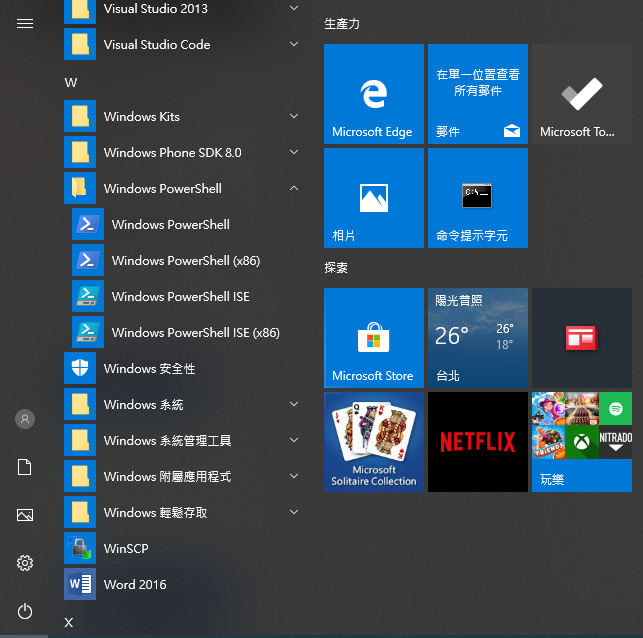 Visual Studio 2013
Visual Studio Code
W
Windows Kits
Windows Phone SDK 8.0
Windows PowerShell
Windows PowerShell
Windows PowerShell (x86)
Windows PowerShell ISE
Windows PowerShell ISE (x86)
Windows 安全性
Windows 系統
Windows 系統管理工具
Windows 附屬應用程式
Windows 輕鬆存取
WinSCP
Word 2016
X
生產力
Microsoft Edge
在單一位置查看
所有郵件
郵件
Microsoft To...
相片
C:\_
命令提示字元
探索
Microsoft Store
陽光普照
26°
26°
18°
台北
Microsoft
Solitaire Collection
NETFLIX
NITRADO
玩樂